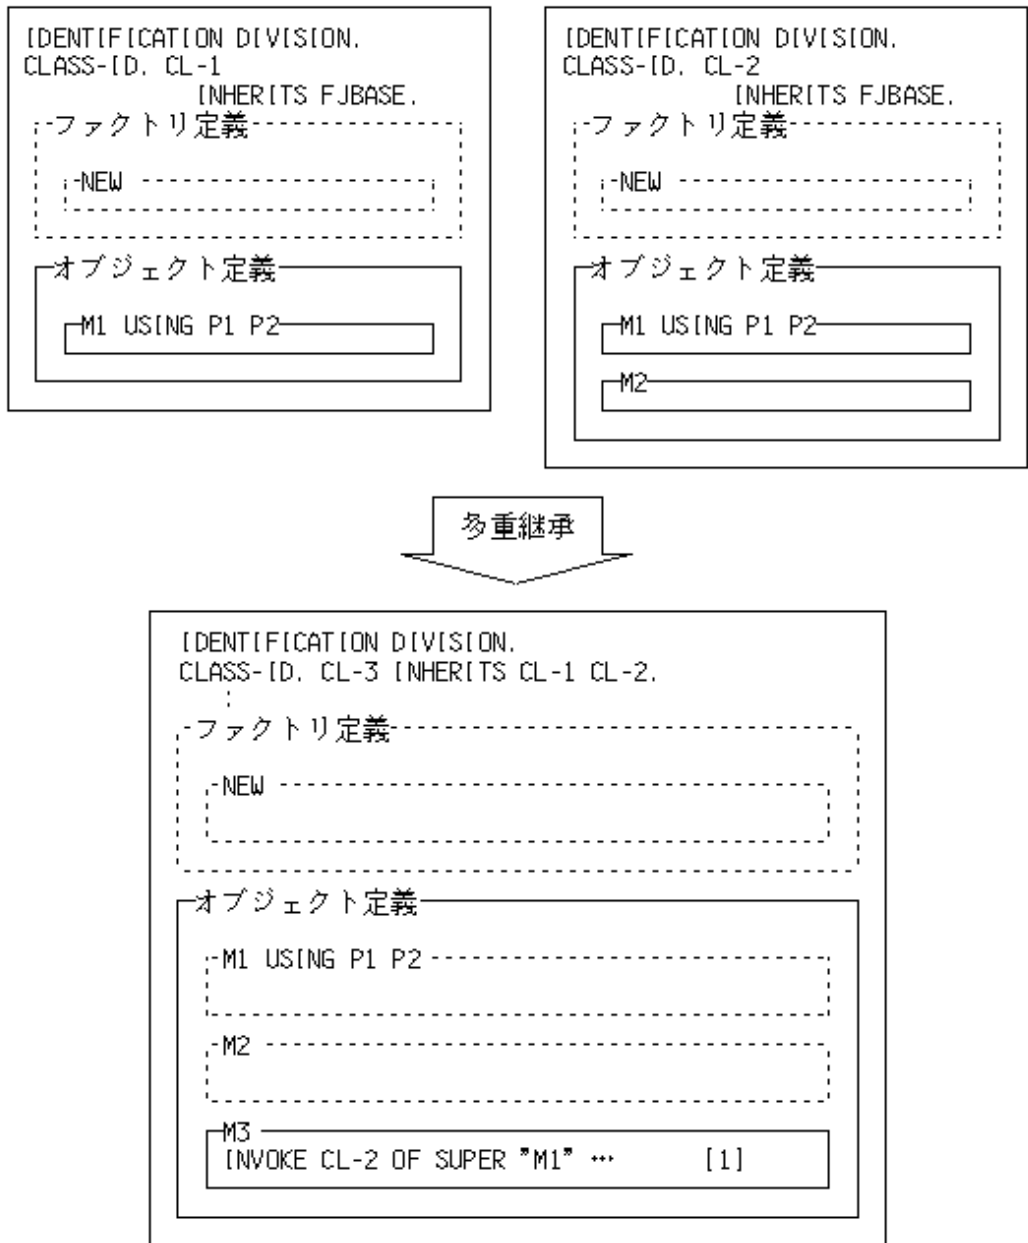 IDENTIFICATION DIVISION.
CLASS-ID. CL-1
INHERITS FJBASE.
ファクトリ定義
NEW
オブジェクト定義
M1 USING P1 P2
IDENTIFICATION DIVISION.
CLASS-ID. CL-2
INHERITS FJBASE.
ファクトリ定義
NEW
オブジェクト定義
M1 USING P1 P2
M2
多重継承
IDENTIFICATION DIVISION.
CLASS-ID. CL-3 INHERITS CL-1 CL-2.
:
ファクトリ定義
NEW
オブジェクト定義
M1 USING P1 P2
M2
M3
INVOKE CL-2 OF SUPER "M1" … [1]